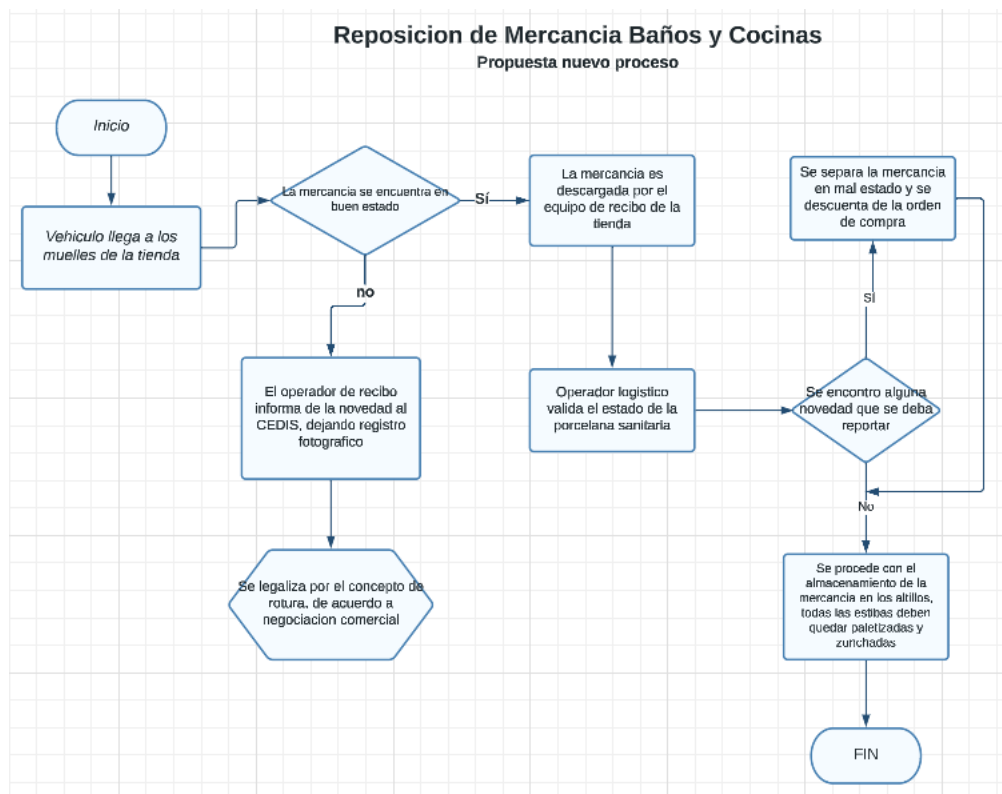 Reposicion de Mercancia Baños y Cocinas
Propuesta nuevo proceso
Inicio
Vehiculo llega a los
muelles de la tienda
La mercancia se encuentra en
buen estado
Sí
no
El operador de recibo
informa de la novedad al
CEDIS, dejando registro
fotografico
Se legaliza por el concepto de
rotura, de acuerdo a
negociacion comercial
La mercancia es
descargada por el
equipo de recibo de la
tienda
Operador logistico
valida el estado de la
porcelana sanitaria
Se encontro alguna
novedad que se deba
reportar
Sí
Se separa la mercancia
en mal estado y se
descuenta de la orden
de compra
No
Se procede con el
almacenamiento de la
mercancia en los altillos,
todas las estibas deben
quedar paletizadas y
zunchadas
FIN